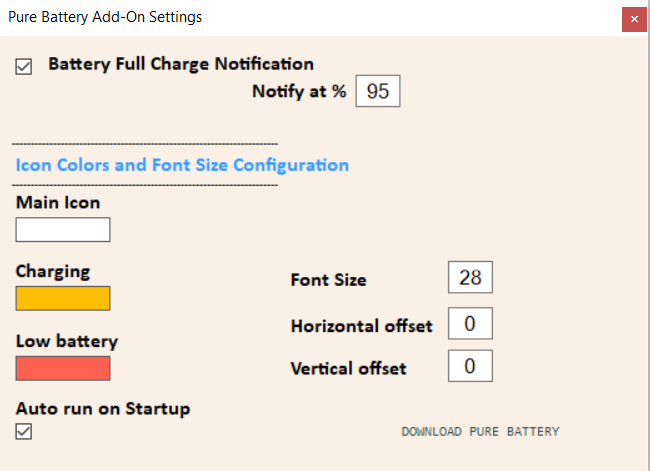 Pure Battery Add-On Settings
Battery Full Charge Notification
Notify at % 95
Icon Colors and Font Size Configuration
Main Icon
Charging
Font Size 28
Horizontal offset 0
Low battery
Vertical offset 0
Auto run on Startup
DOWNLOAD PURE BATTERY